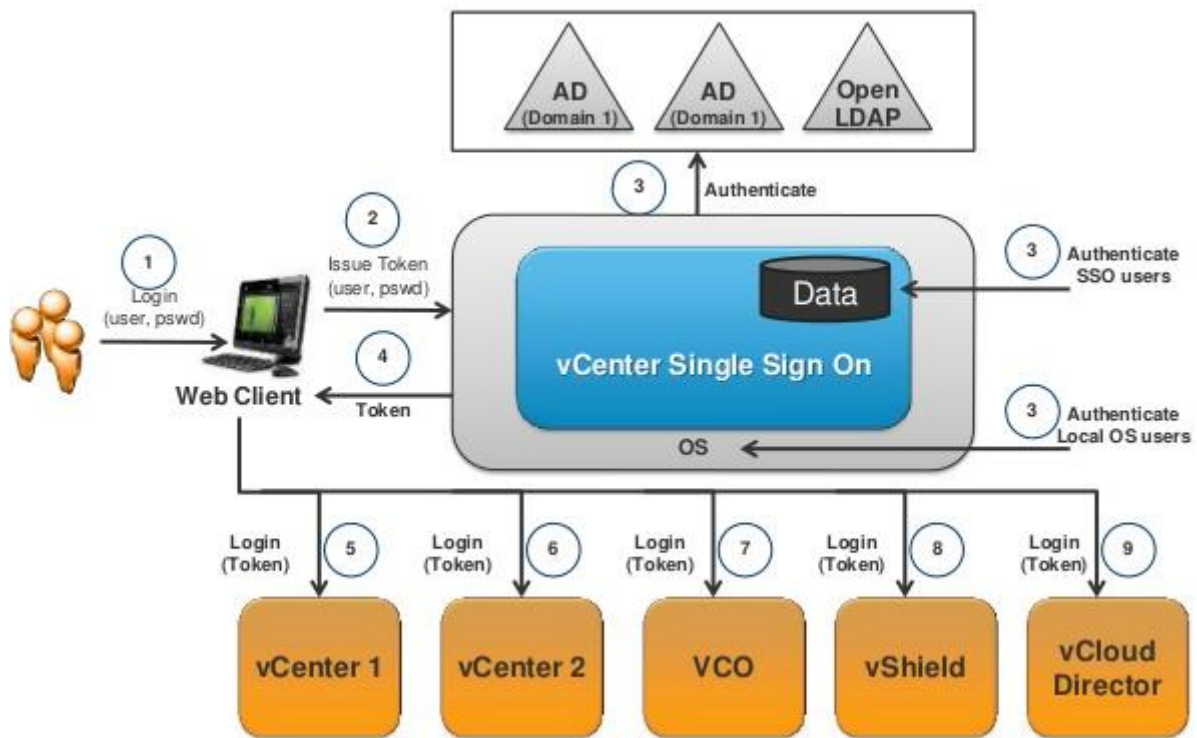 AD
(Domain 1)
AD
(Domain 1)
Open
LDAP
3
Authenticate
1
Login
(user, pswd)
2
Issue Token
(user, pswd)
3
Authenticate
SSO users
Data
vCenter Single Sign On
4
Token
Web Client
3
Authenticate
Local OS users
OS
Login
(Token)
5
Login
(Token)
6
Login
(Token)
7
Login
(Token)
8
Login
(Token)
9
vCenter 1
vCenter 2
VCO
vShield
vCloud
Director